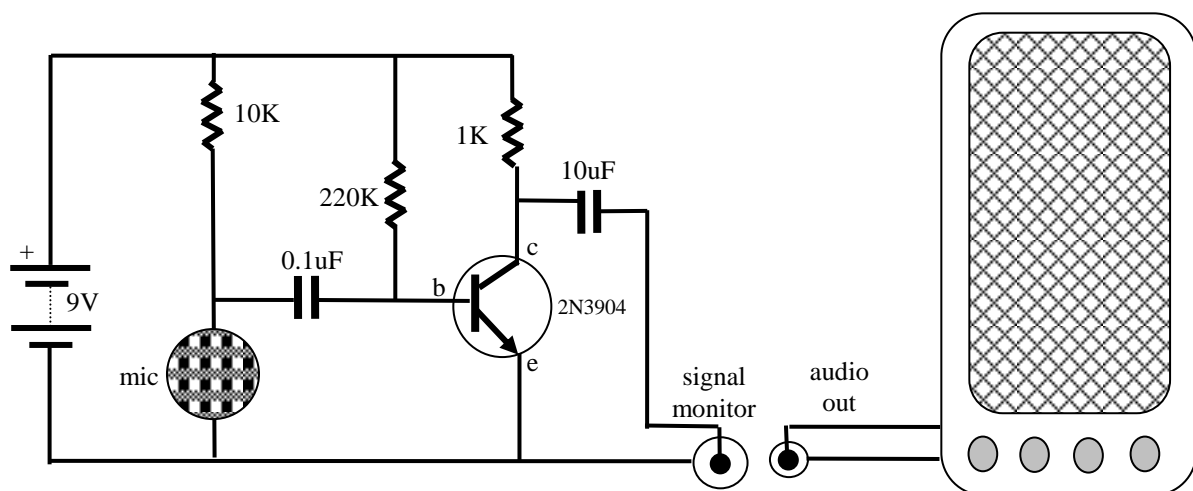 10K
1K
10uF
220K
+
9V
0.1uF
c
b
2N3904
e
mic
signal
monitor
audio
out